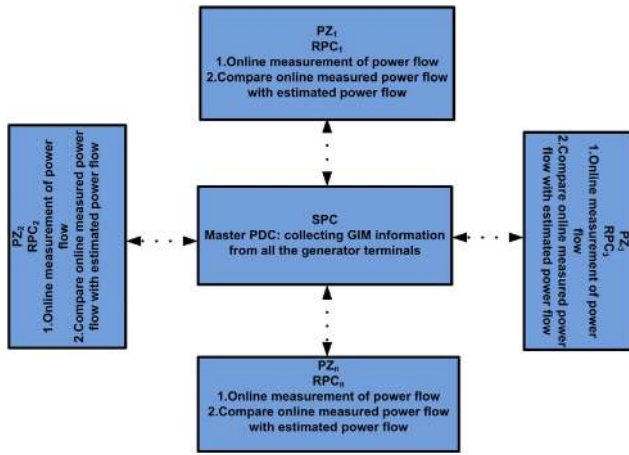 PZ₁
RPC₁
1.Online measurement of power flow
2.Compare online measured power flow
with estimated power flow
PZ₂
RPC₂
1.Online measurement of power
flow
2.Compare online measured power
flow with estimated power flow
SPC
Master PDC: collecting GIM information
from all the generator terminals
PZ₃
RPC₃
1.Online measurement of power
flow
2.Compare online measured power
flow with estimated power flow
PZₙ
RPCₙ
1.Online measurement of power flow
2.Compare online measured power flow
with estimated power flow